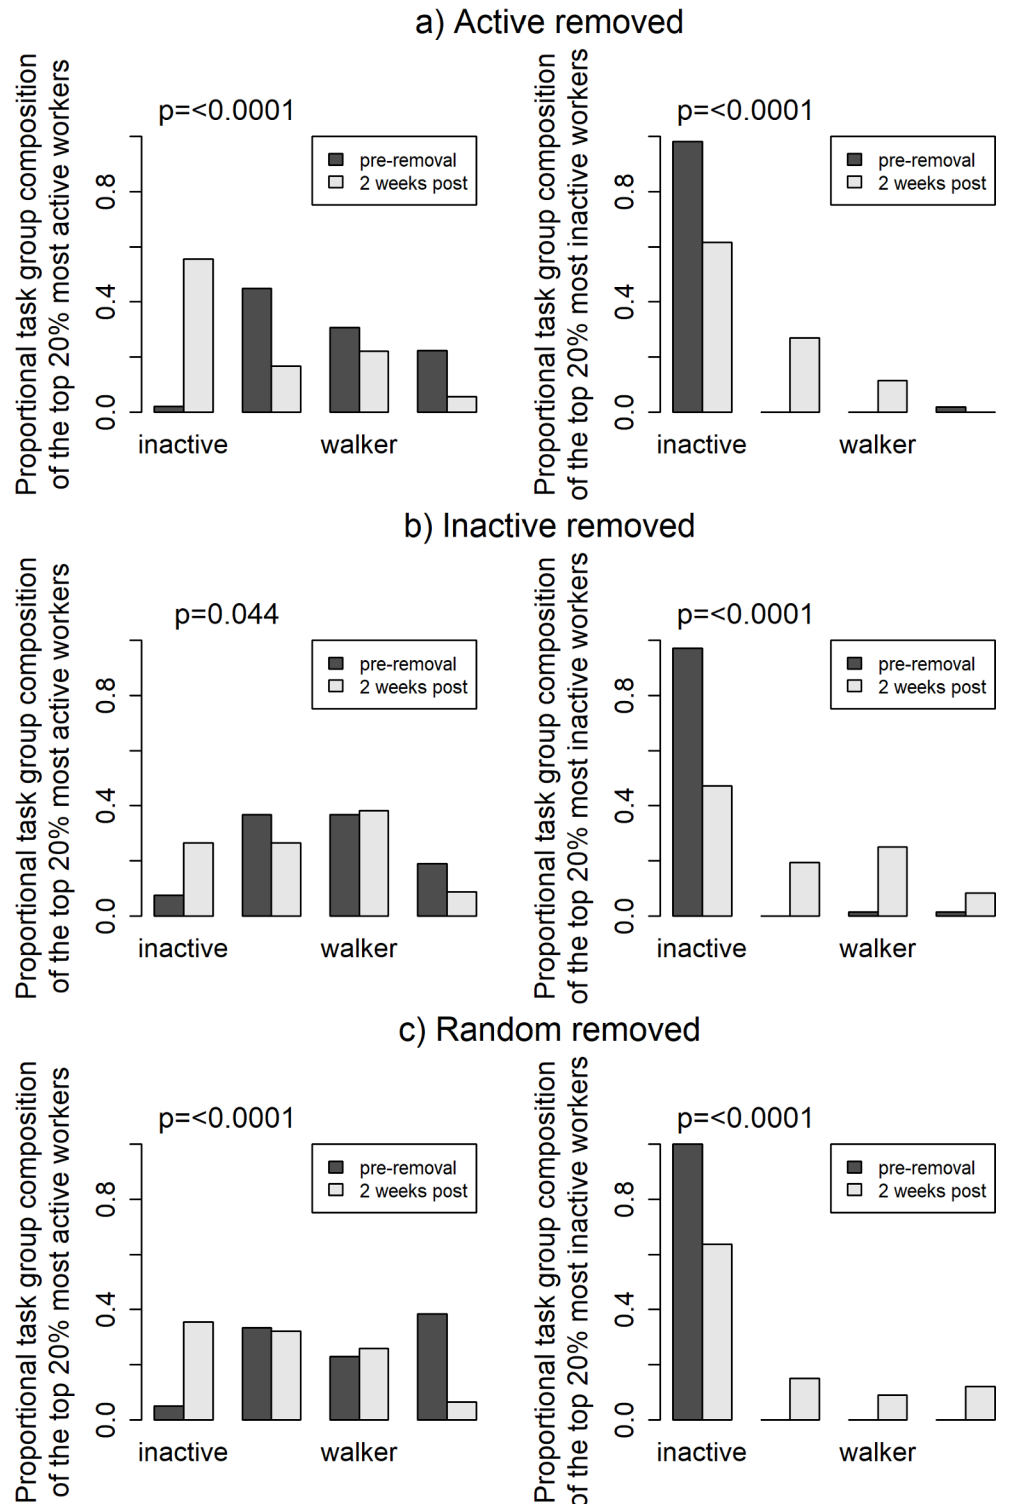 a) Active removed
Proportional task group composition
of the top 20% most active workers
p=<0.0001
pre-removal
2 weeks post
0.0
0.4
0.8
inactive
walker
Proportional task group composition
of the top 20% most inactive workers
p=<0.0001
pre-removal
2 weeks post
0.0
0.4
0.8
inactive
walker
b) Inactive removed
Proportional task group composition
of the top 20% most active workers
p=0.044
pre-removal
2 weeks post
0.0
0.4
0.8
inactive
walker
Proportional task group composition
of the top 20% most inactive workers
p=<0.0001
pre-removal
2 weeks post
0.0
0.4
0.8
inactive
walker
c) Random removed
Proportional task group composition
of the top 20% most active workers
p=<0.0001
pre-removal
2 weeks post
0.0
0.4
0.8
inactive
walker
Proportional task group composition
of the top 20% most inactive workers
p=<0.0001
pre-removal
2 weeks post
0.0
0.4
0.8
inactive
walker